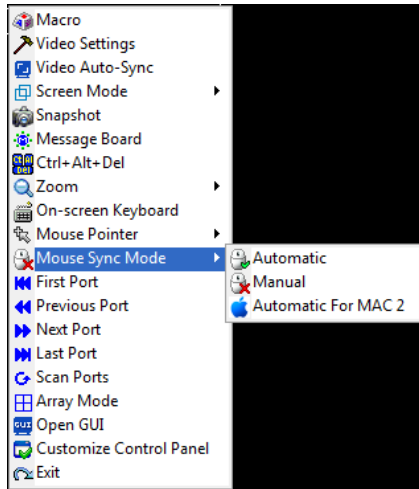 Macro
Video Settings
Video Auto-Sync
Screen Mode
Snapshot
Message Board
Ctrl+Alt+Del
Zoom
On-screen Keyboard
Mouse Pointer
Mouse Sync Mode
Automatic
Manual
Automatic For MAC 2
First Port
Previous Port
Next Port
Last Port
Scan Ports
Array Mode
GUI Open GUI
Customize Control Panel
Exit